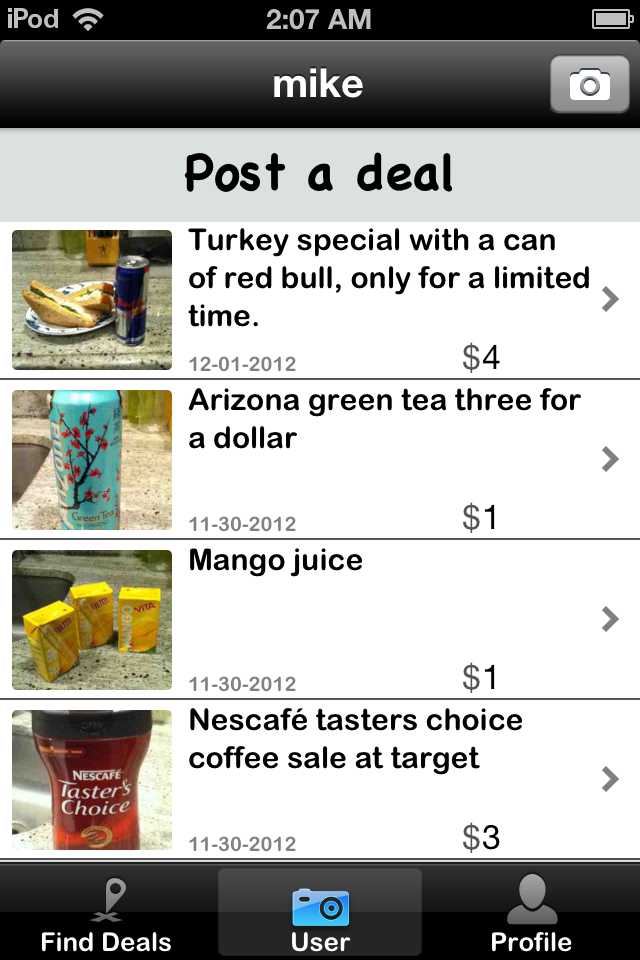 iPod 2:07 AM
mike
Post a deal
Turkey special with a can
of red bull, only for a limited
time.
12-01-2012 $4
Arizona green tea three for
a dollar
Green Tea
11-30-2012 $1
Mango juice
VITA
MANGO
11-30-2012 $1
Nescafé tasters choice
coffee sale at target
OPEN
NESCAFÉ
Taster's
Choice
11-30-2012 $3
Find Deals User Profile